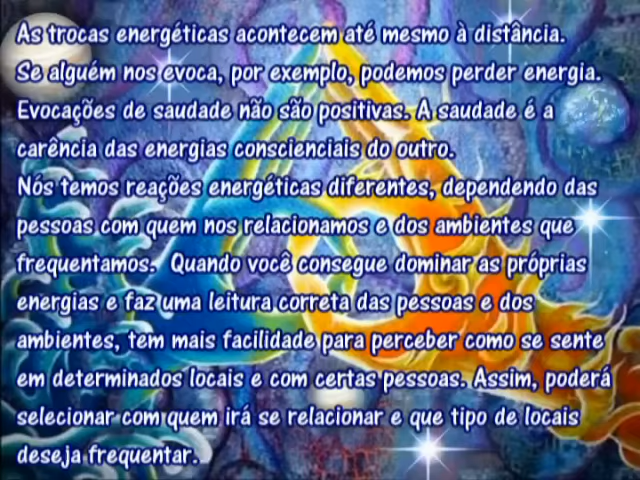 As trocas energéticas acontecem até mesmo à distância.
Se alguém nos evoca, por exemplo, podemos perder energia.
Evocações de saudade não são positivas. A saudade é a
carência das energias conscienciais do outro.
Nós temos reações energéticas diferentes, dependendo das
pessoas com quem nos relacionamos e dos ambientes que
frequentamos. Quando você consegue dominar as próprias
energias e faz uma leitura correta das pessoas e dos
ambientes, tem mais facilidade para perceber como se sente
em determinados locais e com certas pessoas. Assim, poderá
selecionar com quem irá se relacionar e que tipo de locais
deseja frequentar.